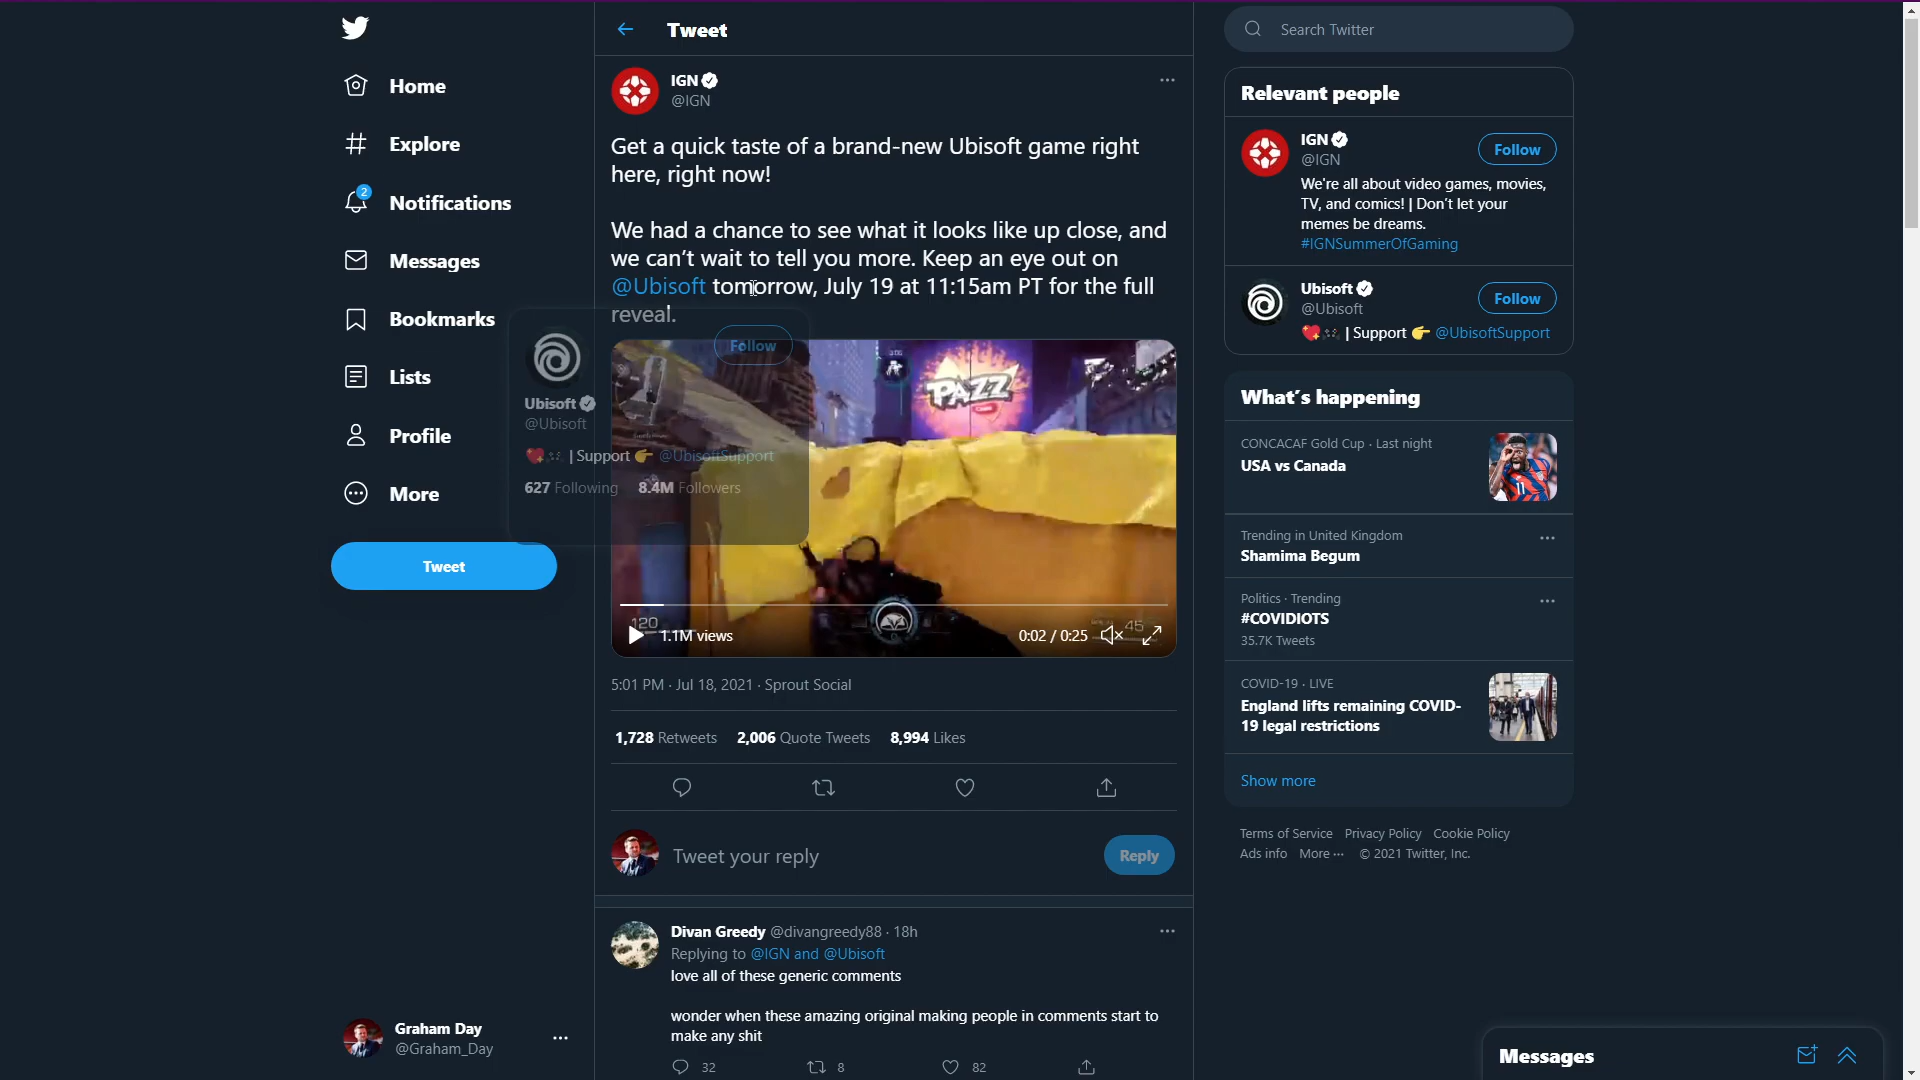 Home
Explore
2
Notifications
Messages
Bookmarks
Lists
Profile
More
Tweet
Graham Day
@Graham_Day
Tweet
IGN
@IGN
Get a quick taste of a brand-new Ubisoft game right
here, right now!
We had a chance to see what it looks like up close, and
we can't wait to tell you more. Keep an eye out on
@Ubisoft tomorrow, July 19 at 11:15am PT for the full
reveal.
Follow
Ubisoft
@Ubisoft
| Support 👉 @UbisoftSupport
627 Following 8.4M Followers
PAZZ
120
45
1.1M views
0:02 / 0:25
5:01 PM · Jul 18, 2021 · Sprout Social
1,728 Retweets 2,006 Quote Tweets 8,994 Likes
Tweet your reply
Reply
Divan Greedy @divangreedy88 · 18h
Replying to @IGN and @Ubisoft
love all of these generic comments
wonder when these amazing original making people in comments start to
make any shit
32 8 82
Search Twitter
Relevant people
IGN
@IGN
Follow
We're all about video games, movies,
TV, and comics! | Don't let your
memes be dreams.
#IGNSummerOfGaming
Ubisoft
@Ubisoft
Follow
💖🎮 | Support 👉 @UbisoftSupport
What's happening
CONCACAF Gold Cup · Last night
USA vs Canada
Trending in United Kingdom
Shamima Begum
Politics · Trending
#COVIDIOTS
35.7K Tweets
COVID-19 · LIVE
England lifts remaining COVID-
19 legal restrictions
Show more
Terms of Service Privacy Policy Cookie Policy
Ads info More ··· © 2021 Twitter, Inc.
Messages